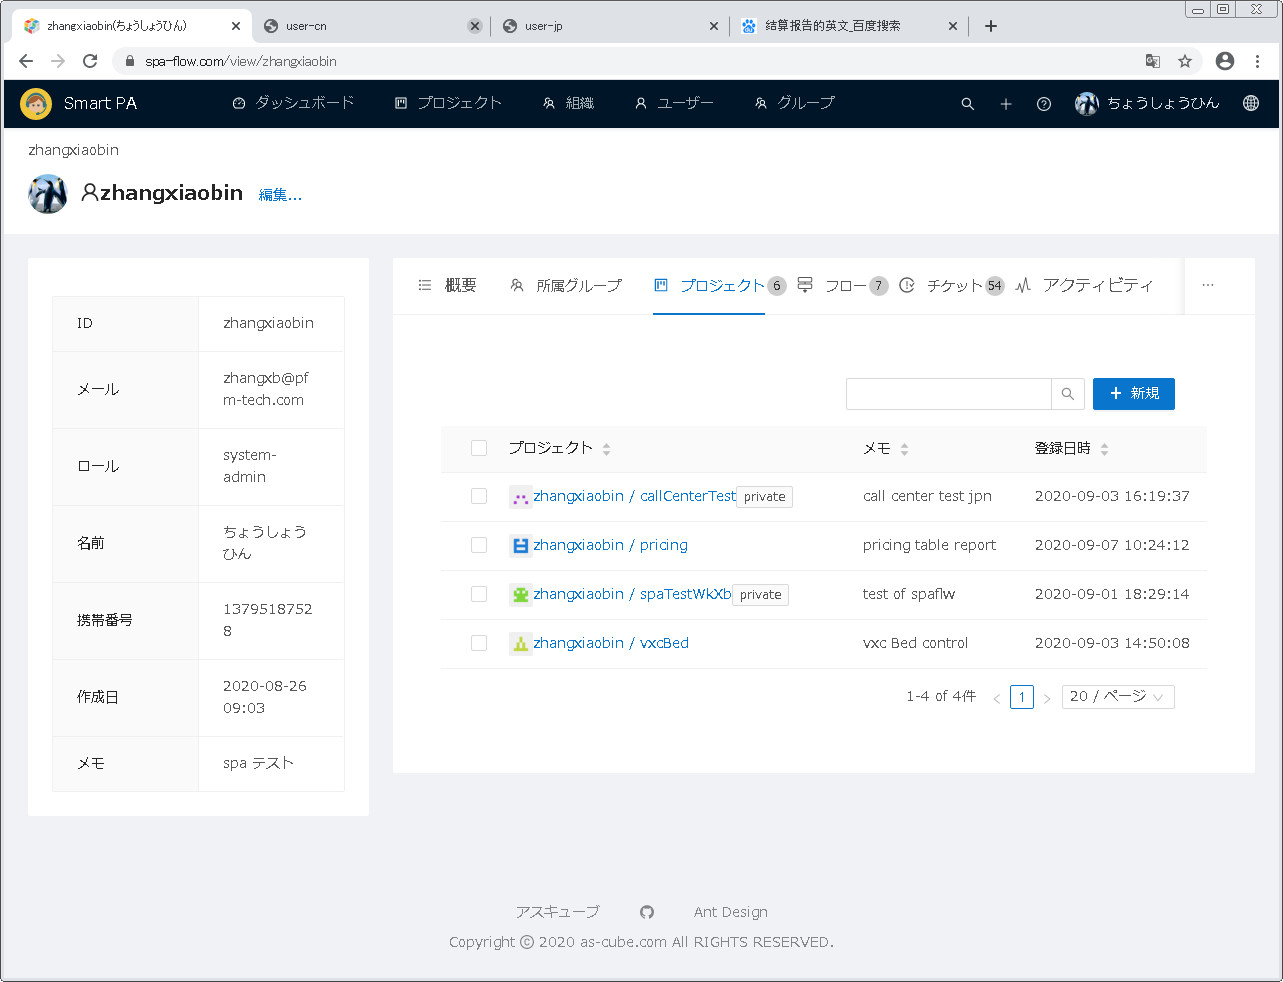 zhangxiaobin(ちょうしょうひん)
user-cn
user-jp
结算报告的英文_百度搜索
spa-flow.com/view/zhangxiaobin
Smart PA
ダッシュボード
プロジェクト
組織
ユーザー
グループ
ちょうしょうひん
zhangxiaobin
zhangxiaobin 編集...
概要
所属グループ
プロジェクト 6
フロー 7
チケット 54
アクティビティ
ID zhangxiaobin
メール zhangxb@pf
m-tech.com
ロール system-
admin
名前 ちょうしょう
ひん
携帯番号 1379518752
8
作成日 2020-08-26
09:03
メモ spa テスト
+ 新規
プロジェクト メモ 登録日時
zhangxiaobin / callCenterTest private call center test jpn 2020-09-03 16:19:37
zhangxiaobin / pricing pricing table report 2020-09-07 10:24:12
zhangxiaobin / spaTestWkXb private test of spaflw 2020-09-01 18:29:14
zhangxiaobin / vxcBed vxc Bed control 2020-09-03 14:50:08
1-4 of 4件 < 1 > 20 / ページ
アスキューブ Ant Design
Copyright © 2020 as-cube.com All RIGHTS RESERVED.